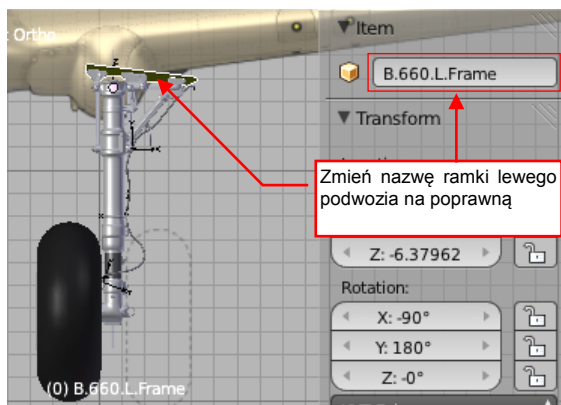 Ortho
Item
B.660.L.Frame
Transform
Zmień nazwę ramki lewego
podwozia na poprawną
Z: -6.37962
Rotation:
X: -90°
Y: 180°
Z: -0°
(0) B.660.L.Frame